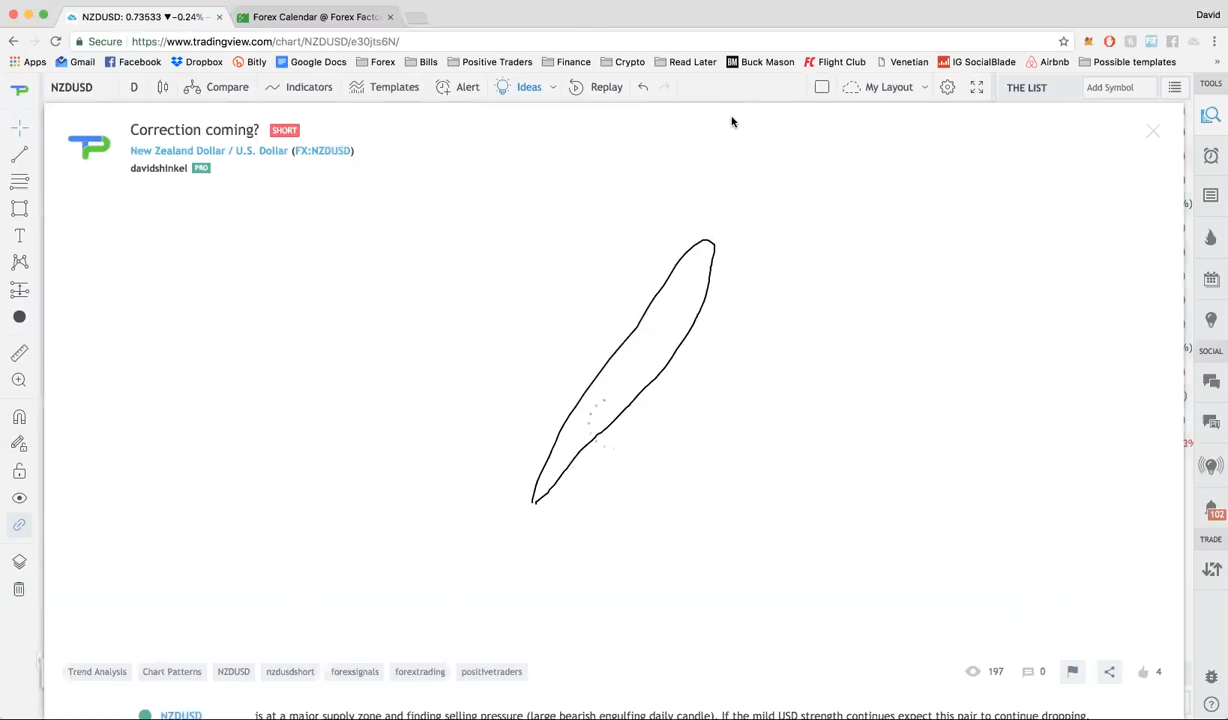 NZDUSD: 0.73533 ▼−0.24%
Forex Calendar @ Forex Facto
David
Secure https://www.tradingview.com/chart/NZDUSD/e30jts6N/
Apps Gmail Facebook Dropbox Bitly Google Docs Forex Bills Positive Traders Finance Crypto Read Later BM Buck Mason FC Flight Club V Venetian IG SocialBlade Airbnb Possible templates »
NZDUSD D Compare Indicators Templates Alert Ideas Replay My Layout THE LIST Add Symbol TOOLS
Correction coming? SHORT
New Zealand Dollar / U.S. Dollar (FX:NZDUSD)
davidshinkel PRO
%)
%)
3%
SOCIAL
102
TRADE
Trend Analysis Chart Patterns NZDUSD nzdusdshort forexsignals forextrading positivetraders 197 0 4
NZDUSD is at a major supply zone and finding selling pressure (large bearish engulfing daily candle). If the mild USD strength continues expect this pair to continue dropping.